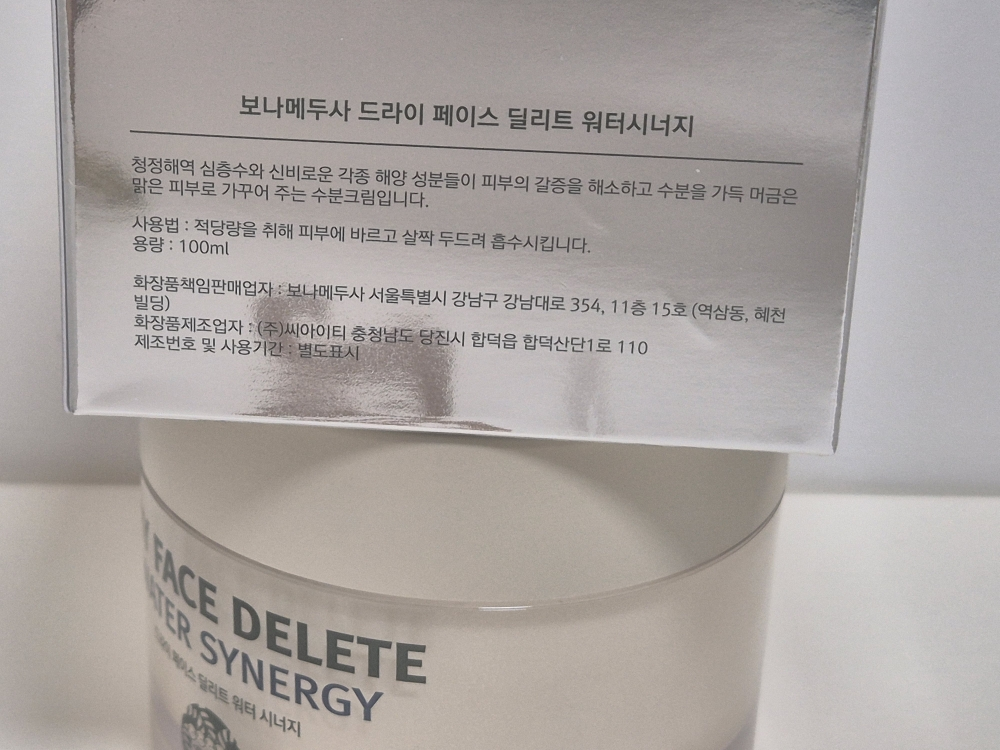 보나메두사 드라이 페이스 딜리트 워터시너지
청정해역 심층수와 신비로운 각종 해양 성분들이 피부의 갈증을 해소하고 수분을 가득 머금은
맑은 피부로 가꾸어 주는 수분크림입니다.
사용법 : 적당량을 취해 피부에 바르고 살짝 두드려 흡수시킵니다.
용량 : 100ml
화장품책임판매업자 : 보나메두사 서울특별시 강남구 강남대로 354, 11층 15호 (역삼동, 혜천
빌딩)
화장품제조업자 : (주)씨아이티 충청남도 당진시 합덕읍 합덕산단1로 110
제조번호 및 사용기간 : 별도표시
Y FACE DELETE
ATER SYNERGY
페이스 딜리트 워터 시너지